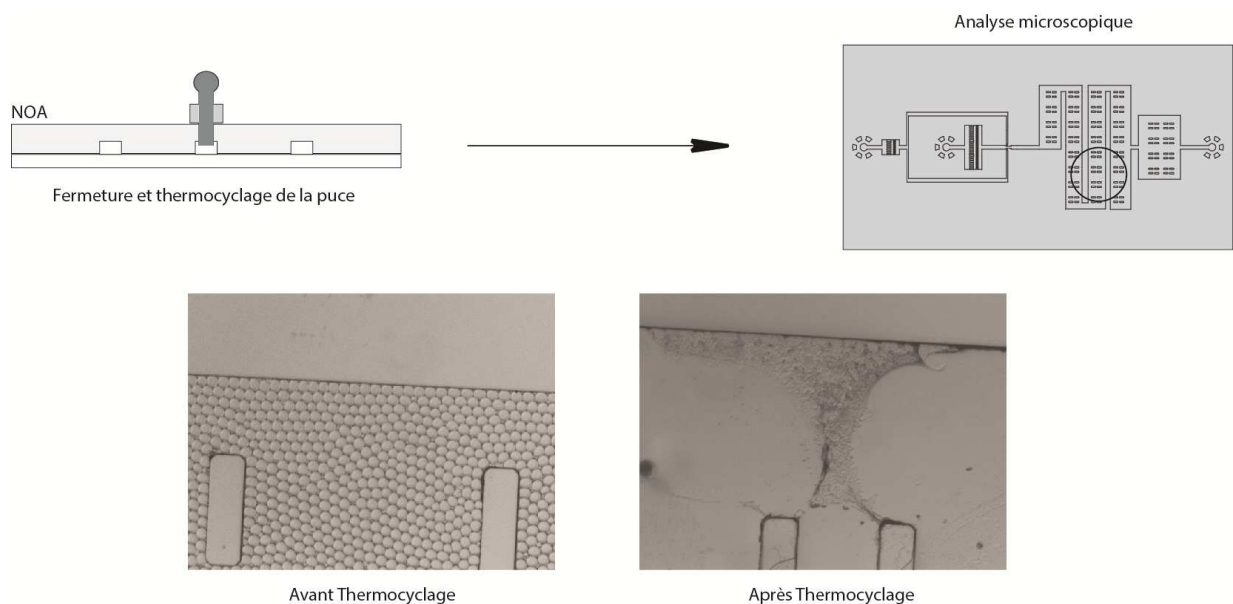 Analyse microscopique
NOA
Fermeture et thermocyclage de la puce
Avant Thermocyclage
Après Thermocyclage